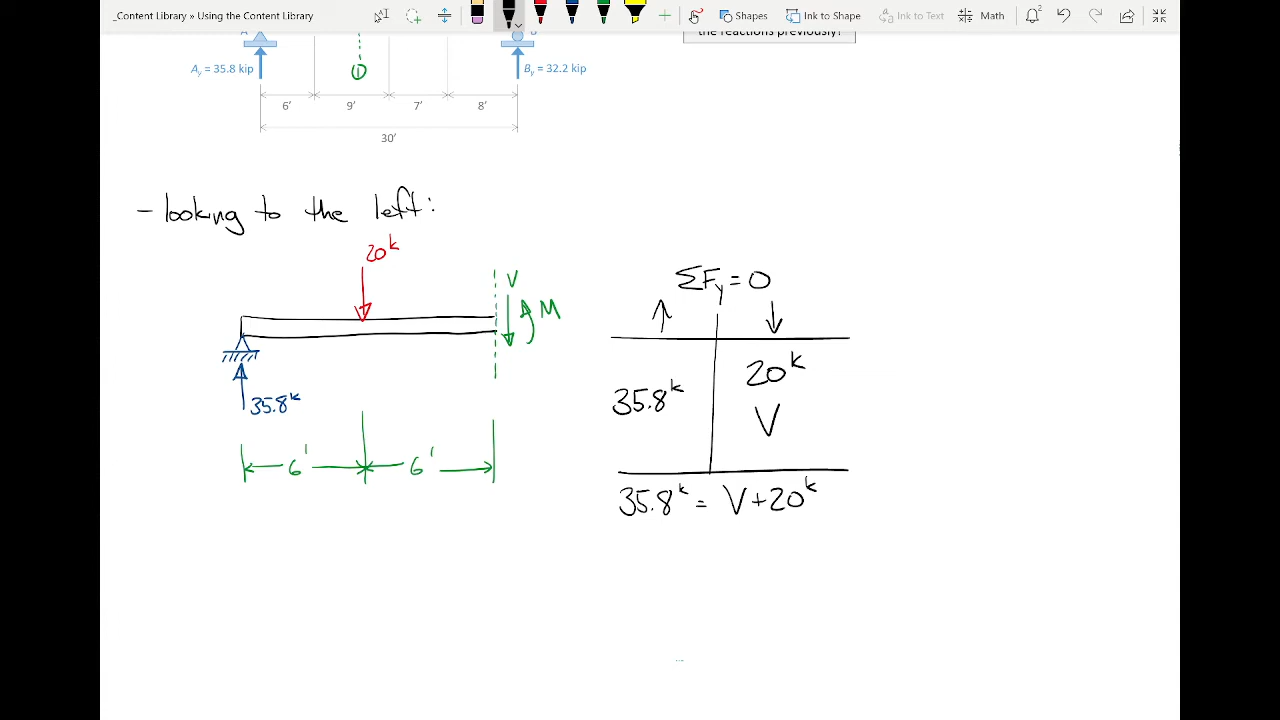 _Content Library » Using the Content Library
Shapes
Ink to Shape
Ink to Text
Math
2
the reactions previously?
A
B
Ay = 35.8 kip
By = 32.2 kip
1
6′ 9′ 7′ 8′
30′
- looking to the left:
20k
V
M
35.8k
6' 6'
ΣFy = 0
↑ ↓
35.8k 20k
V
35.8k = V + 20k